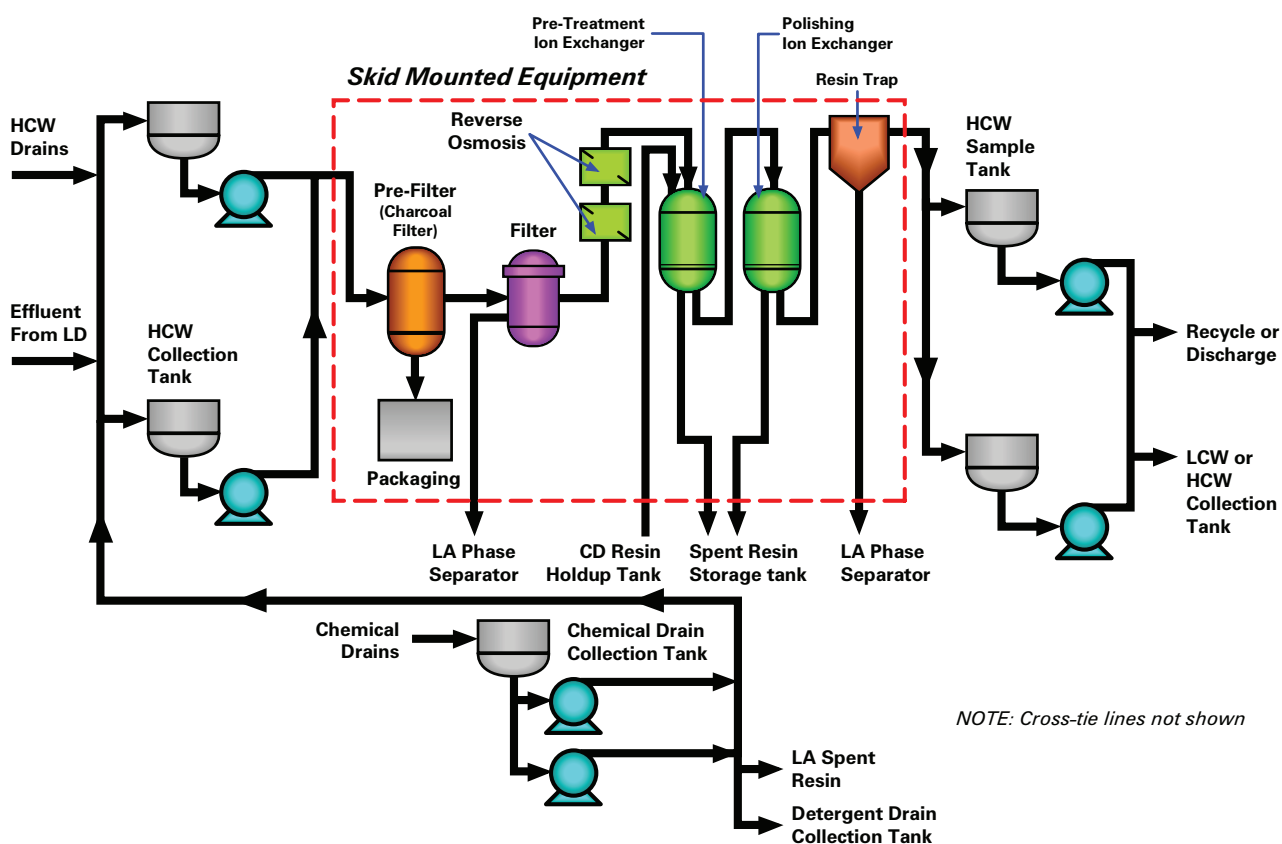 Pre-Treatment
Ion Exchanger
Polishing
Ion Exchanger
Skid Mounted Equipment
Resin Trap
HCW
Drains
Reverse
Osmosis
HCW
Sample
Tank
Pre-Filter
(Charcoal
Filter)
Filter
Effluent
From LD
HCW
Collection
Tank
Recycle or
Discharge
Packaging
LCW or
HCW
Collection
Tank
LA Phase
Separator
CD Resin
Holdup Tank
Spent Resin
Storage tank
LA Phase
Separator
Chemical
Drains
Chemical Drain
Collection Tank
NOTE: Cross-tie lines not shown
LA Spent
Resin
Detergent Drain
Collection Tank